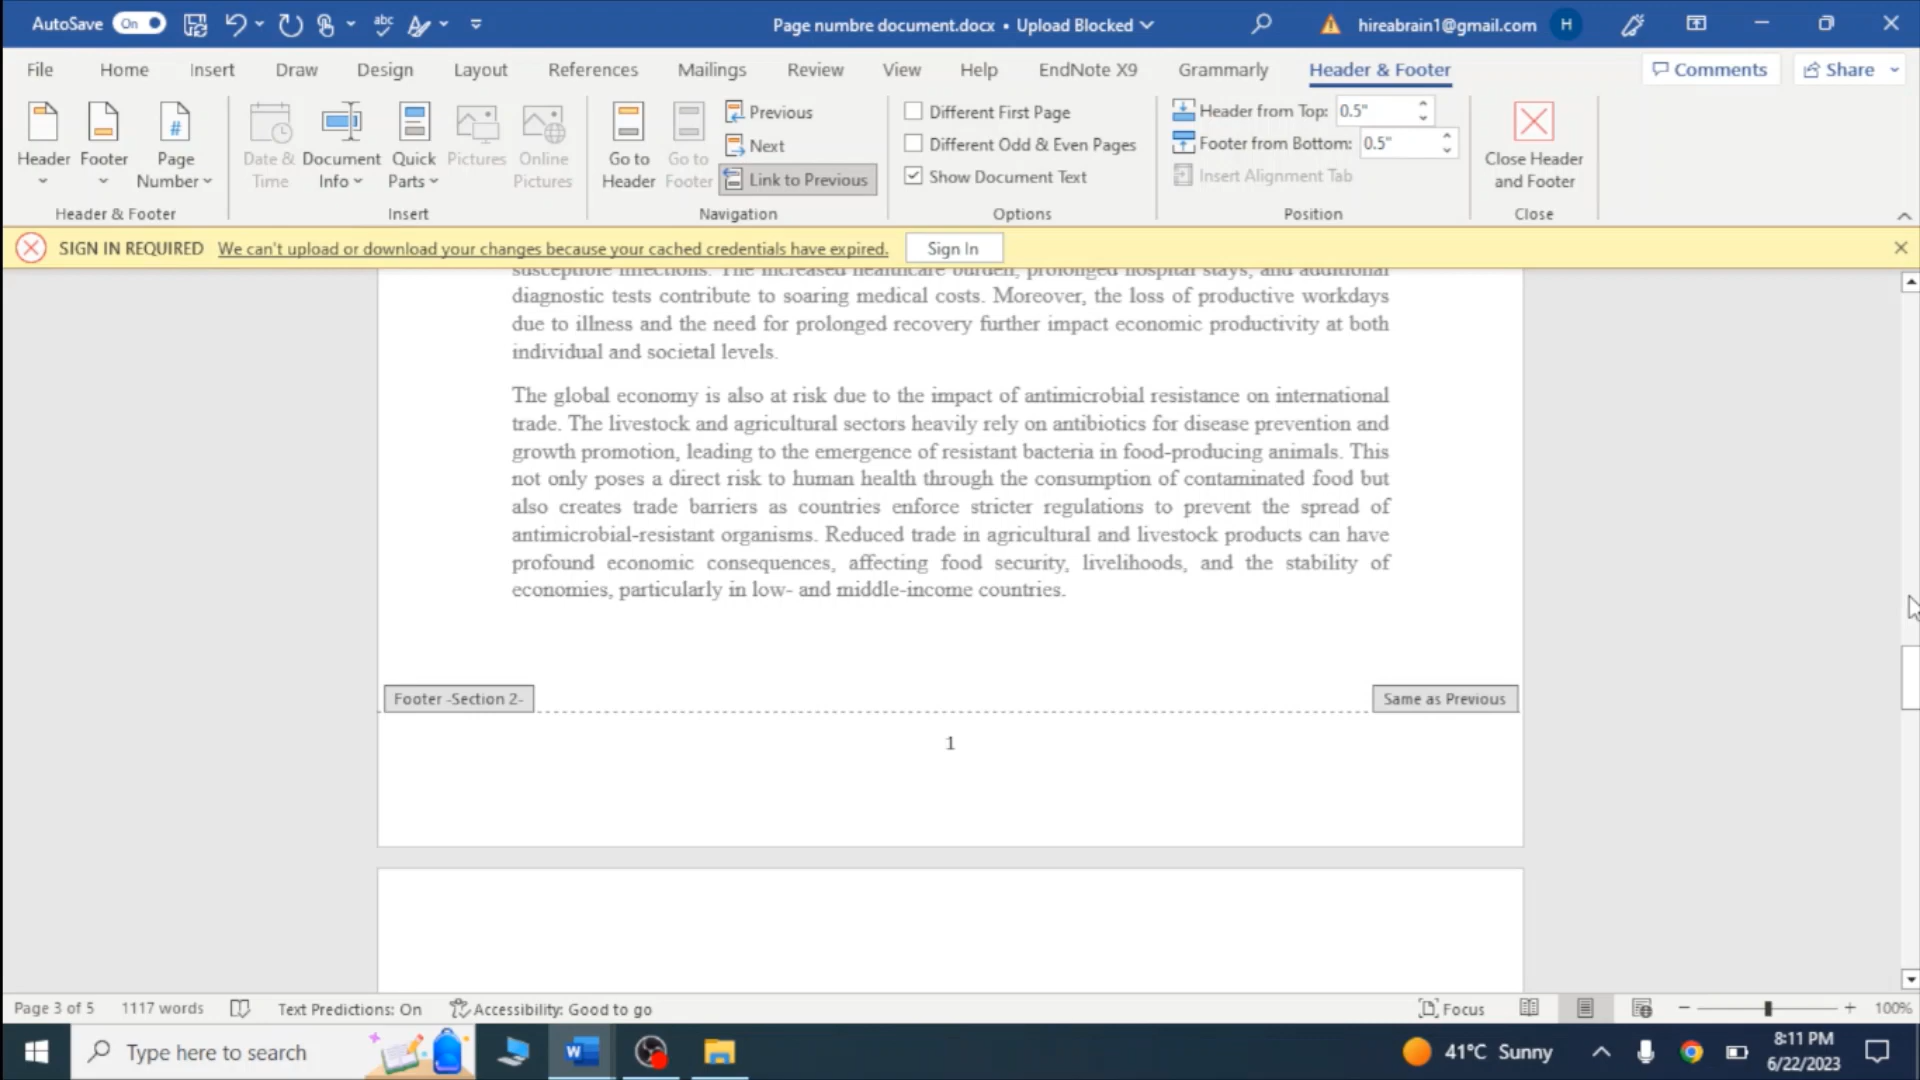 AutoSave On abc Page numbre document.docx • Upload Blocked hireabrain1@gmail.com H
File Home Insert Draw Design Layout References Mailings Review View Help EndNote X9 Grammarly Header & Footer Comments Share
Header Footer Page Number Date & Time Document Info Quick Parts Pictures Online Pictures Go to Header Go to Footer Previous Next Link to Previous
Different First Page
Different Odd & Even Pages
Show Document Text
Header from Top: 0.5"
Footer from Bottom: 0.5"
Insert Alignment Tab
Close Header and Footer
Header & Footer Insert Navigation Options Position Close
SIGN IN REQUIRED We can't upload or download your changes because your cached credentials have expired. Sign In
susceptible infections. The increased healthcare burden, prolonged hospital stays, and additional
diagnostic tests contribute to soaring medical costs. Moreover, the loss of productive workdays
due to illness and the need for prolonged recovery further impact economic productivity at both
individual and societal levels.
The global economy is also at risk due to the impact of antimicrobial resistance on international
trade. The livestock and agricultural sectors heavily rely on antibiotics for disease prevention and
growth promotion, leading to the emergence of resistant bacteria in food-producing animals. This
not only poses a direct risk to human health through the consumption of contaminated food but
also creates trade barriers as countries enforce stricter regulations to prevent the spread of
antimicrobial-resistant organisms. Reduced trade in agricultural and livestock products can have
profound economic consequences, affecting food security, livelihoods, and the stability of
economies, particularly in low- and middle-income countries.
Footer -Section 2- Same as Previous
1
Page 3 of 5 1117 words Text Predictions: On Accessibility: Good to go Focus 100%
Type here to search 41°C Sunny 8:11 PM
6/22/2023